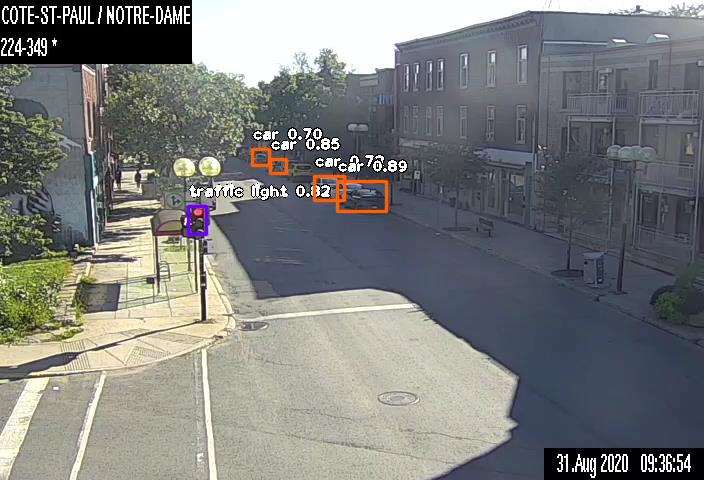 COTE-ST-PAUL / NOTRE-DAME
224-349 *
car 0.70
car 0.85
car 0.72
car 0.89
traffic light 0.82
31.Aug 2020 09:36:54